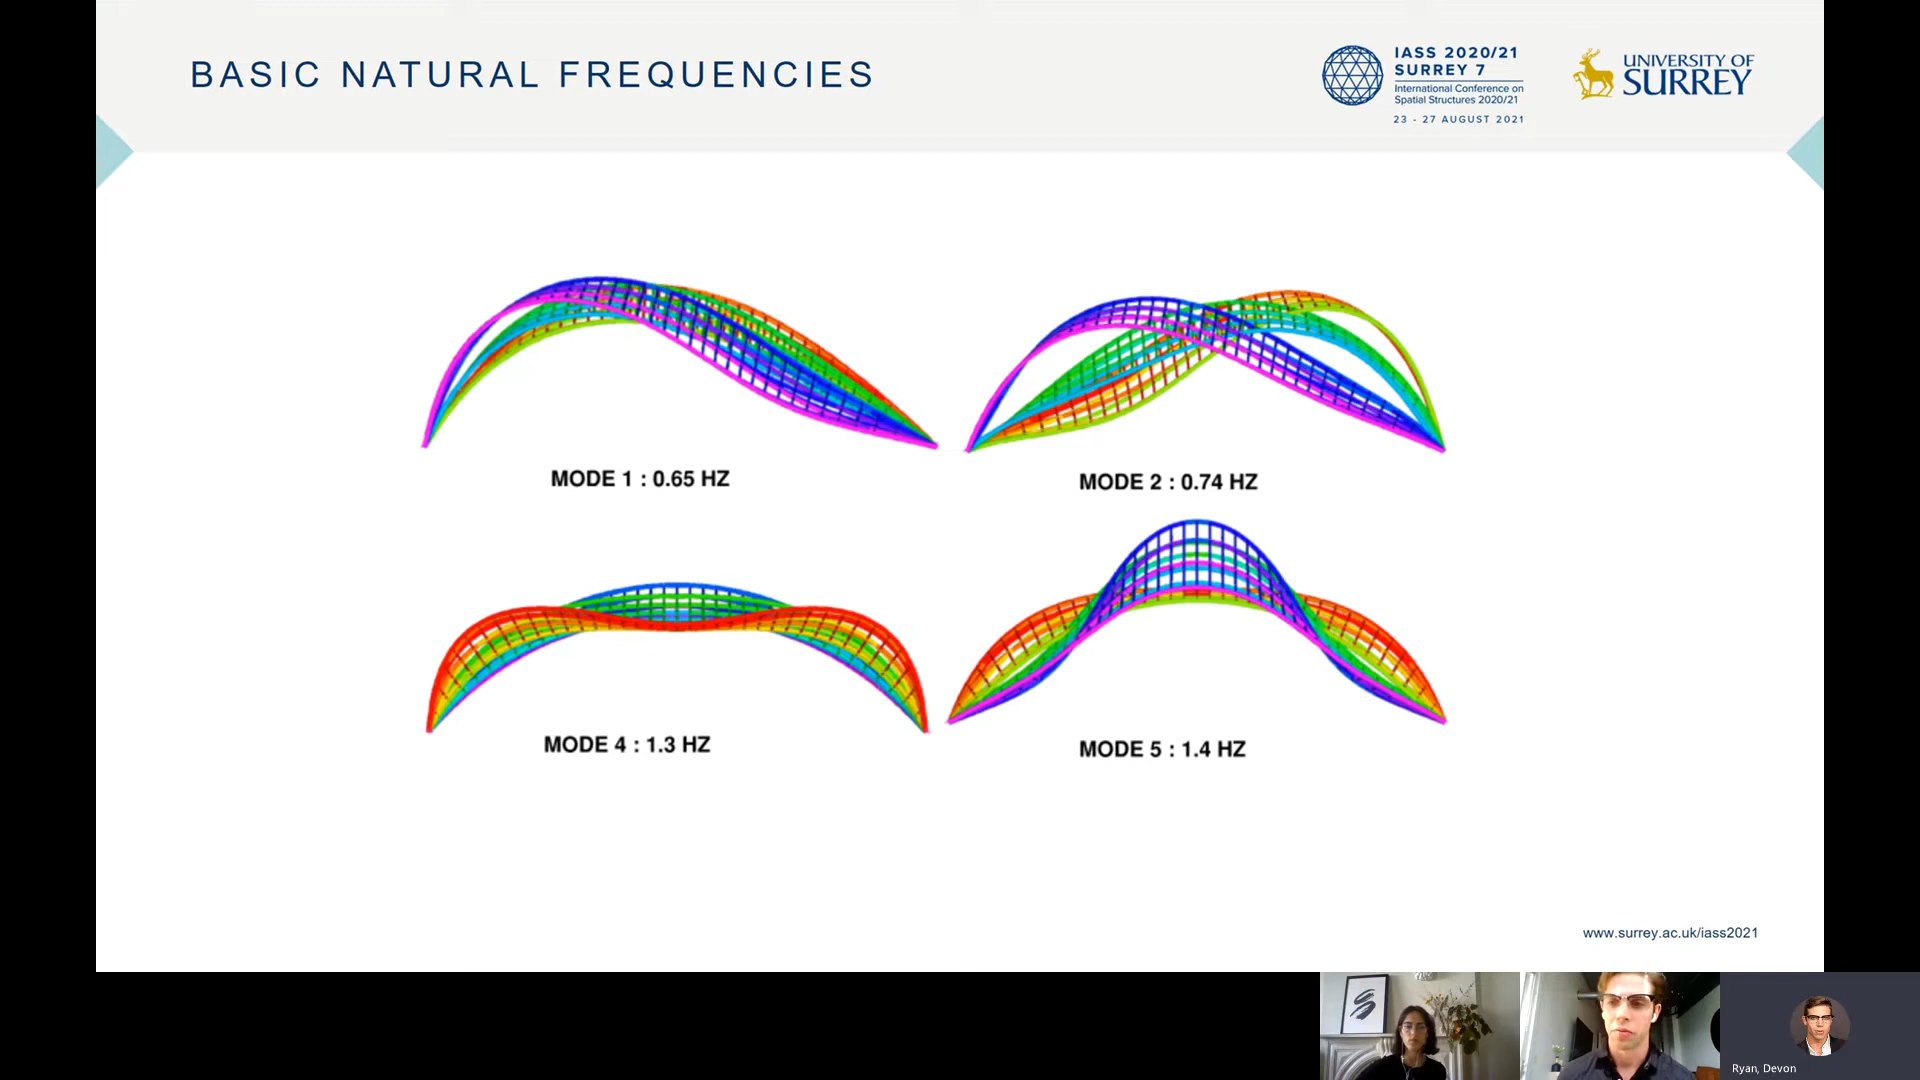 BASIC NATURAL FREQUENCIES
IASS 2020/21
SURREY 7
International Conference on
Spatial Structures 2020/21
23 - 27 AUGUST 2021
UNIVERSITY OF
SURREY
MODE 1 : 0.65 HZ
MODE 2 : 0.74 HZ
MODE 4 : 1.3 HZ
MODE 5 : 1.4 HZ
www.surrey.ac.uk/iass2021
Ryan, Devon